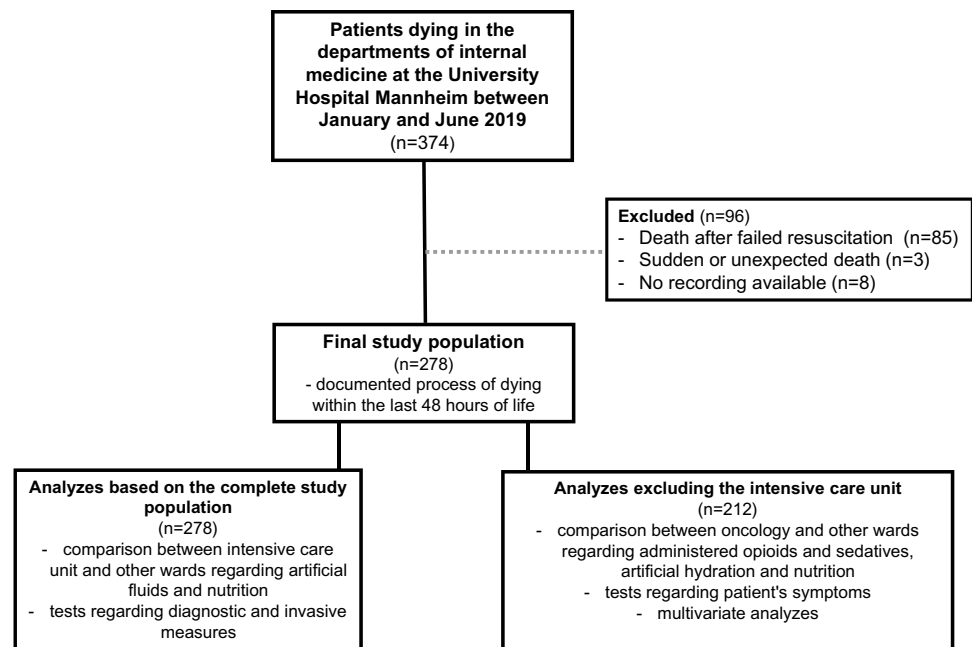 Patients dying in the
departments of internal
medicine at the University
Hospital Mannheim between
January and June 2019
(n=374)
Excluded (n=96)
- Death after failed resuscitation (n=85)
- Sudden or unexpected death (n=3)
- No recording available (n=8)
Final study population
(n=278)
- documented process of dying
within the last 48 hours of life
Analyzes based on the complete study
population
(n=278)
- comparison between intensive care
unit and other wards regarding artificial
fluids and nutrition
- tests regarding diagnostic and invasive
measures
Analyzes excluding the intensive care unit
(n=212)
- comparison between oncology and other wards
regarding administered opioids and sedatives,
artificial hydration and nutrition
- tests regarding patient's symptoms
- multivariate analyzes